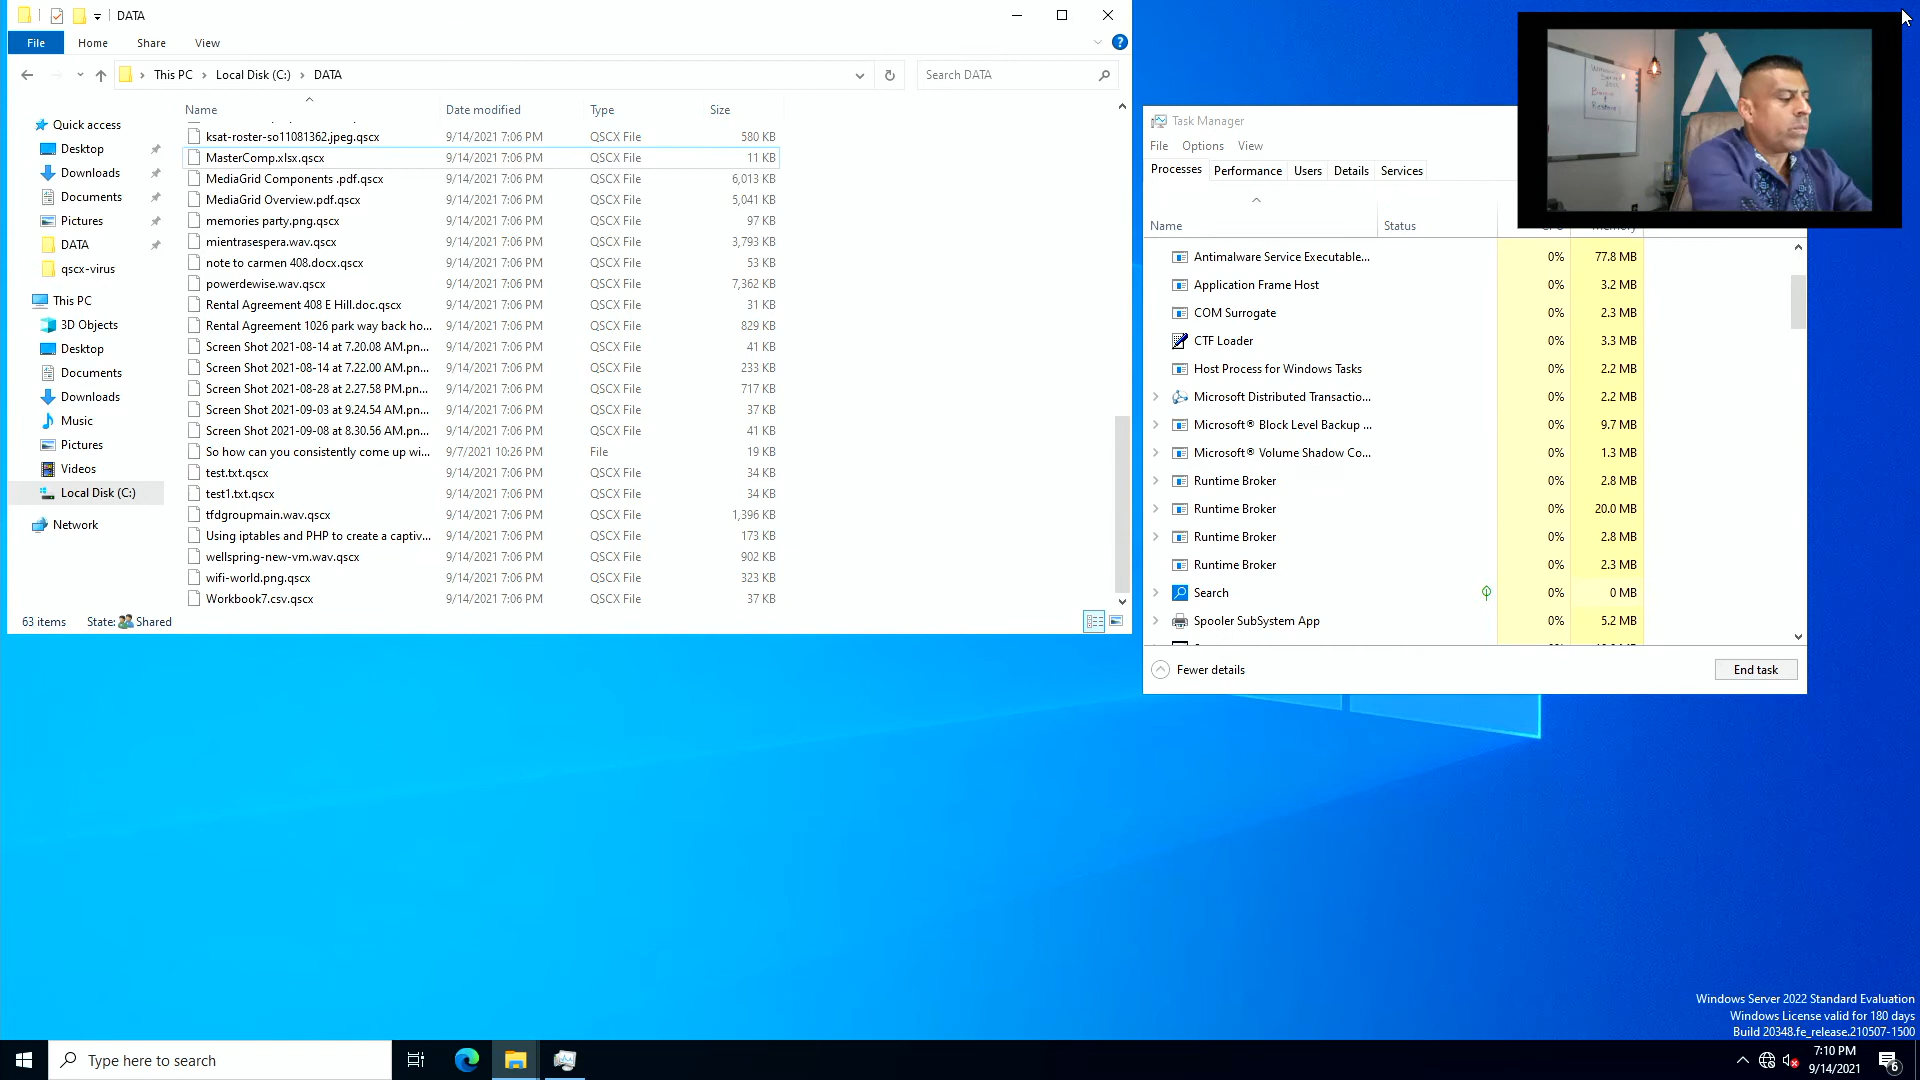 DATA
File Home Share View
This PC Local Disk (C:) DATA
Search DATA
Name Date modified Type Size
Quick access
Desktop
Downloads
Documents
Pictures
DATA
qscx-virus
This PC
3D Objects
Desktop
Documents
Downloads
Music
Pictures
Videos
Local Disk (C:)
Network
ksat-roster-so11081362.jpeg.qscx 9/14/2021 7:06 PM QSCX File 580 KB
MasterComp.xlsx.qscx 9/14/2021 7:06 PM QSCX File 11 KB
MediaGrid Components .pdf.qscx 9/14/2021 7:06 PM QSCX File 6,013 KB
MediaGrid Overview.pdf.qscx 9/14/2021 7:06 PM QSCX File 5,041 KB
memories party.png.qscx 9/14/2021 7:06 PM QSCX File 97 KB
mientrasespera.wav.qscx 9/14/2021 7:06 PM QSCX File 3,793 KB
note to carmen 408.docx.qscx 9/14/2021 7:06 PM QSCX File 53 KB
powerdewise.wav.qscx 9/14/2021 7:06 PM QSCX File 7,362 KB
Rental Agreement 408 E Hill.doc.qscx 9/14/2021 7:06 PM QSCX File 31 KB
Rental Agreement 1026 park way back ho... 9/14/2021 7:06 PM QSCX File 829 KB
Screen Shot 2021-08-14 at 7.20.08 AM.pn... 9/14/2021 7:06 PM QSCX File 41 KB
Screen Shot 2021-08-14 at 7.22.00 AM.pn... 9/14/2021 7:06 PM QSCX File 233 KB
Screen Shot 2021-08-28 at 2.27.58 PM.pn... 9/14/2021 7:06 PM QSCX File 717 KB
Screen Shot 2021-09-03 at 9.24.54 AM.pn... 9/14/2021 7:06 PM QSCX File 37 KB
Screen Shot 2021-09-08 at 8.30.56 AM.pn... 9/14/2021 7:06 PM QSCX File 41 KB
So how can you consistently come up wi... 9/7/2021 10:26 PM File 19 KB
test.txt.qscx 9/14/2021 7:06 PM QSCX File 34 KB
test1.txt.qscx 9/14/2021 7:06 PM QSCX File 34 KB
tfdgroupmain.wav.qscx 9/14/2021 7:06 PM QSCX File 1,396 KB
Using iptables and PHP to create a captiv... 9/14/2021 7:06 PM QSCX File 173 KB
wellspring-new-vm.wav.qscx 9/14/2021 7:06 PM QSCX File 902 KB
wifi-world.png.qscx 9/14/2021 7:06 PM QSCX File 323 KB
Workbook7.csv.qscx 9/14/2021 7:06 PM QSCX File 37 KB
63 items State: Shared
Task Manager
File Options View
Processes Performance Users Details Services
Name Status
Antimalware Service Executable... 0% 77.8 MB
Application Frame Host 0% 3.2 MB
COM Surrogate 0% 2.3 MB
CTF Loader 0% 3.3 MB
Host Process for Windows Tasks 0% 2.2 MB
Microsoft Distributed Transactio... 0% 2.2 MB
Microsoft® Block Level Backup ... 0% 9.7 MB
Microsoft® Volume Shadow Co... 0% 1.3 MB
Runtime Broker 0% 2.8 MB
Runtime Broker 0% 20.0 MB
Runtime Broker 0% 2.8 MB
Runtime Broker 0% 2.3 MB
Search 0% 0 MB
Spooler SubSystem App 0% 5.2 MB
Fewer details End task
Windows Server 2022 Standard Evaluation
Windows License valid for 180 days
Build 20348.fe_release.210507-1500
Type here to search
7:10 PM
9/14/2021
6